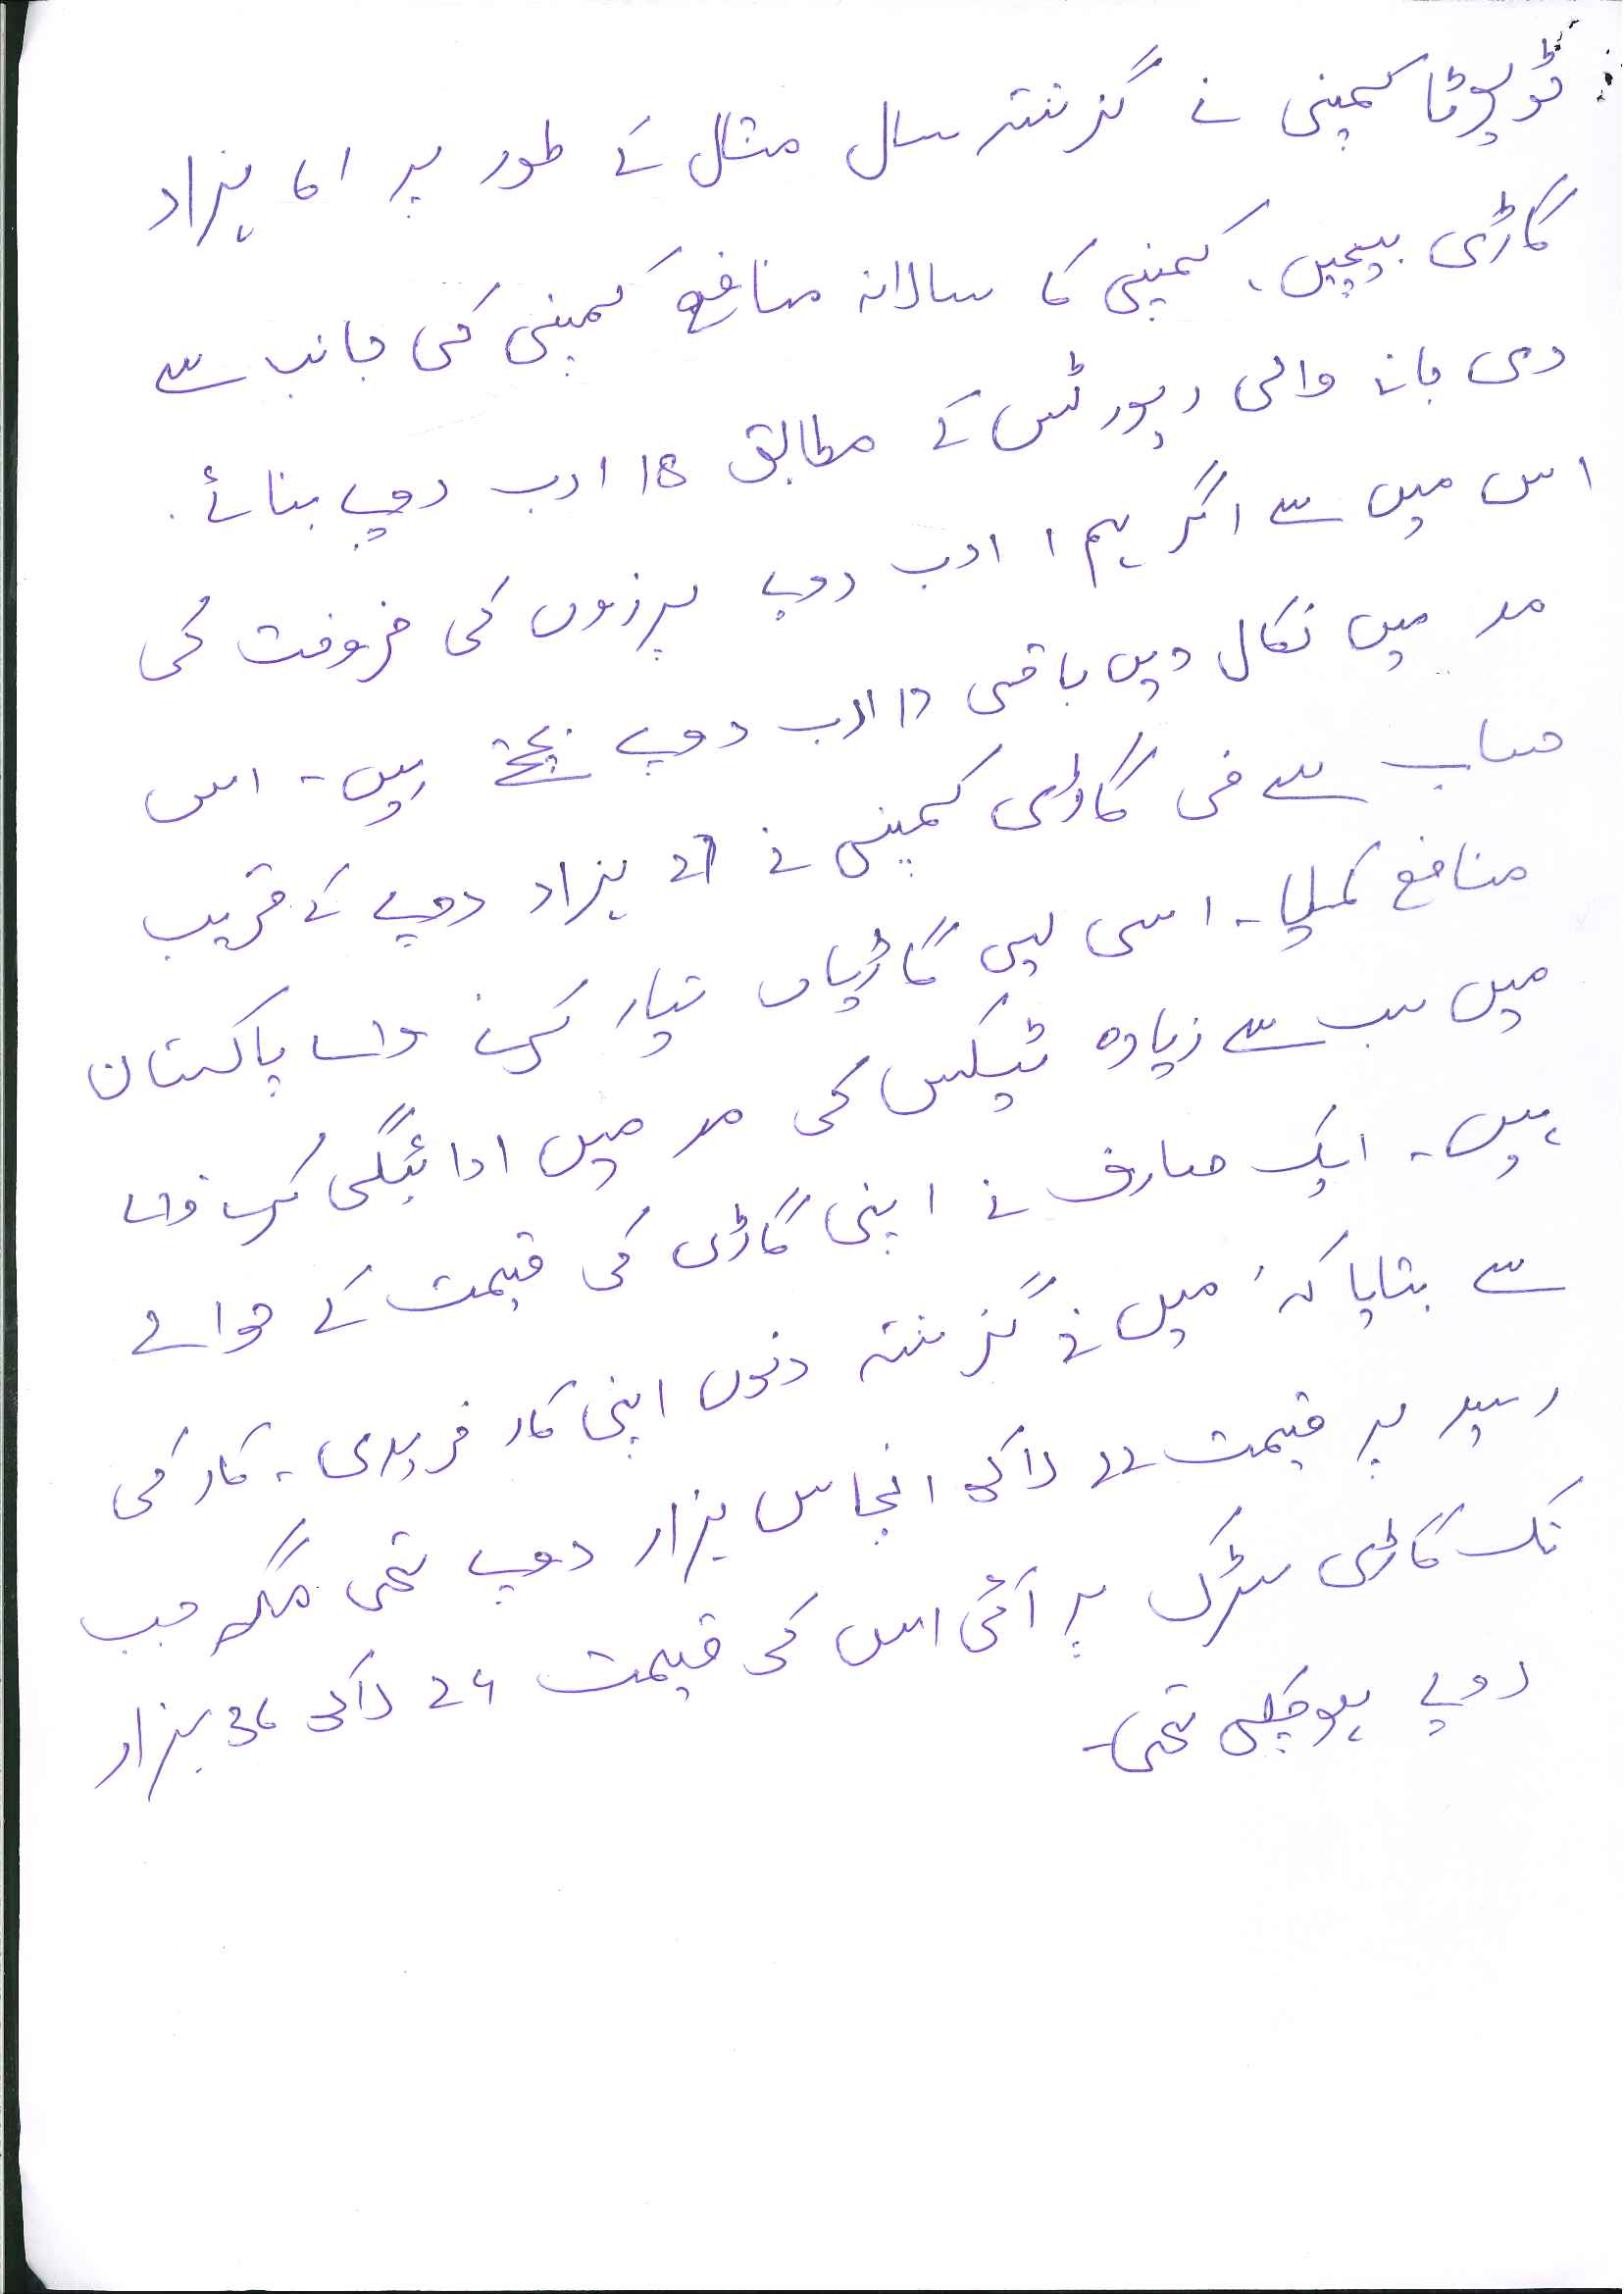 ٹویوٹا کمپنی نے گزشتہ سال مثال کے طور پر 61 ہزار
گاڑی بیچیں، کمپنی کا سالانہ منافع کمپنی کی جانب سے
دی جانے والی رپورٹس کے مطابق 18 ارب روپے بنائے۔
اس میں سے اگر ہم 1 ارب روپے پرزوں کی فروخت کی
مد میں نکال دیں باقی 17 ارب روپے بچتے ہیں۔ اس
حساب سے فی گاڑی کمپنی نے 27 ہزار روپے کے قریب
منافع کمایا۔ اسی لیے گاڑیاں تیار کرنے والے پاکستان
میں سب سے زیادہ ٹیکس کی مد میں ادائیگی کرنے والے
ہیں۔ ایک صارف نے اپنی گاڑی کی قیمت کے حوالے
سے بتایا کہ میں نے گزشتہ دنوں اپنی کار خریدی۔ کار کی
رسید پر قیمت 22 لاکھ انچاس ہزار روپے تھی مگر جب
تک گاڑی سڑک پر آئی اس کی قیمت 24 لاکھ 36 ہزار
روپے ہو چکی تھی۔